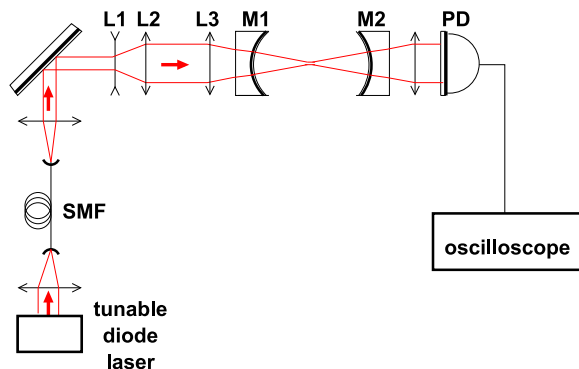 L1 L2 L3 M1 M2 PD
SMF
oscilloscope
tunable
diode
laser